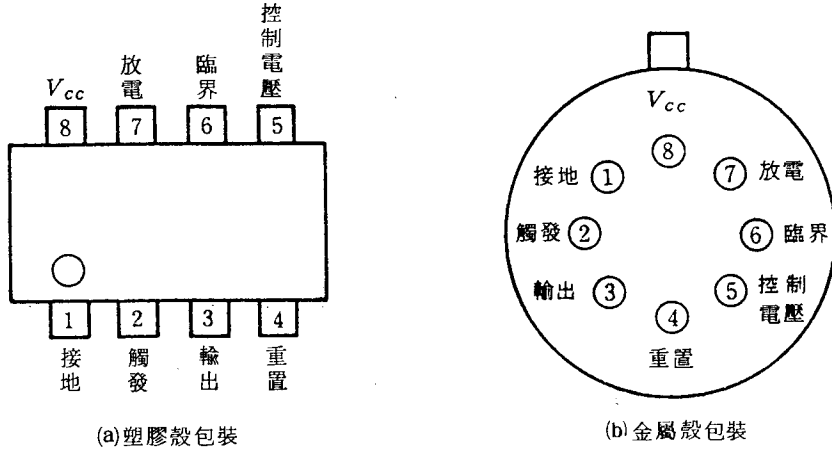 V_cc 放電 臨界 控制電壓
8 7 6 5
1 2 3 4
接地 觸發 輸出 重置
(a)塑膠殼包裝
V_cc
8
接地 1 7 放電
觸發 2 6 臨界
輸出 3 5 控制
電壓
4
重置
(b)金屬殼包裝